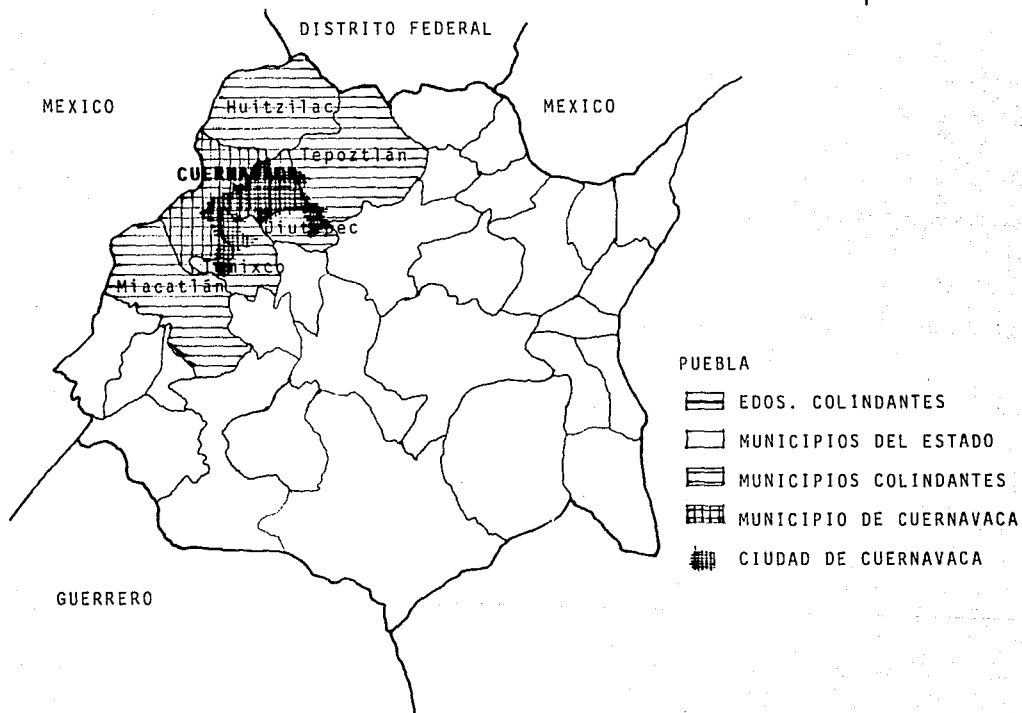 DISTRITO FEDERAL
MEXICO
MEXICO
Huitzilac
Tepoztlán
CUERNAVACA
Jiutepec
Temixco
Miacatlán
PUEBLA
EDOS. COLINDANTES
MUNICIPIOS DEL ESTADO
MUNICIPIOS COLINDANTES
MUNICIPIO DE CUERNAVACA
CIUDAD DE CUERNAVACA
GUERRERO